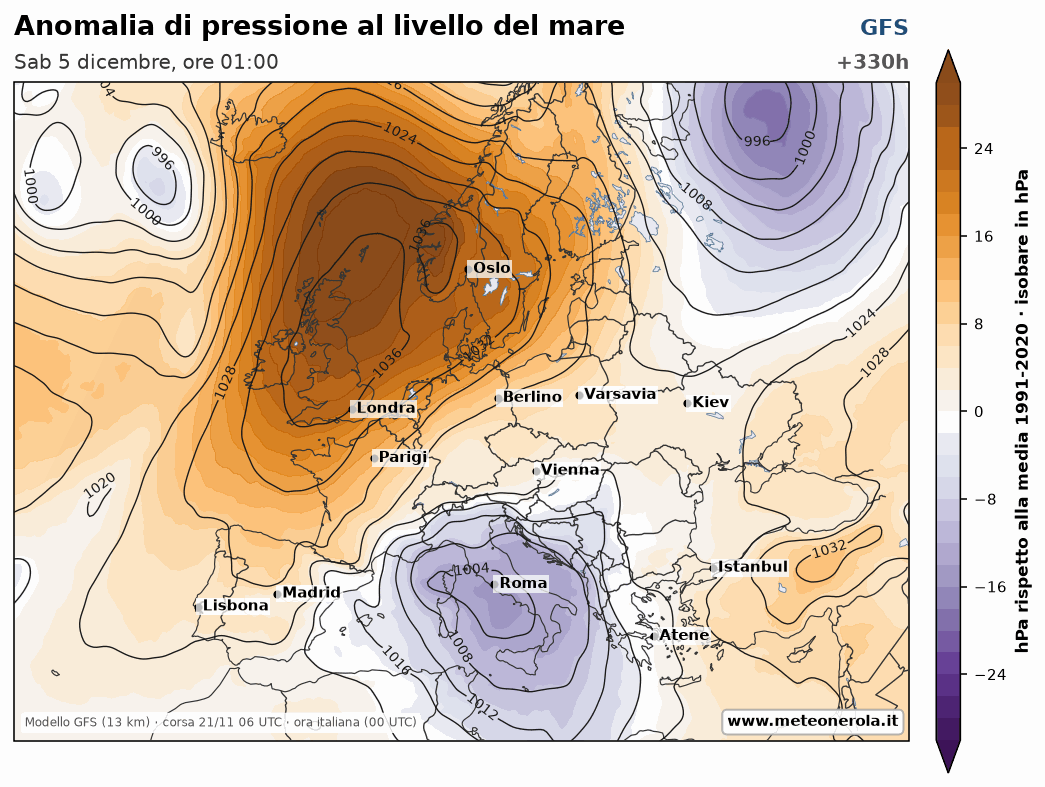 Anomalia di pressione al livello del mare
GFS
Sab 5 dicembre, ore 01:00
+330h
1024
996
1000
996
1000
1000
1008
1036
Oslo
1024
1032
1036
1028
1028
Londra
Berlino
Varsavia
Kiev
Parigi
Vienna
1020
1032
1004
Roma
Istanbul
Madrid
Lisbona
Atene
1008
1016
1012
Modello GFS (13 km) · corsa 21/11 06 UTC · ora italiana (00 UTC)
www.meteonerola.it
24
16
8
0
−8
−16
−24
hPa rispetto alla media 1991-2020 · isobare in hPa